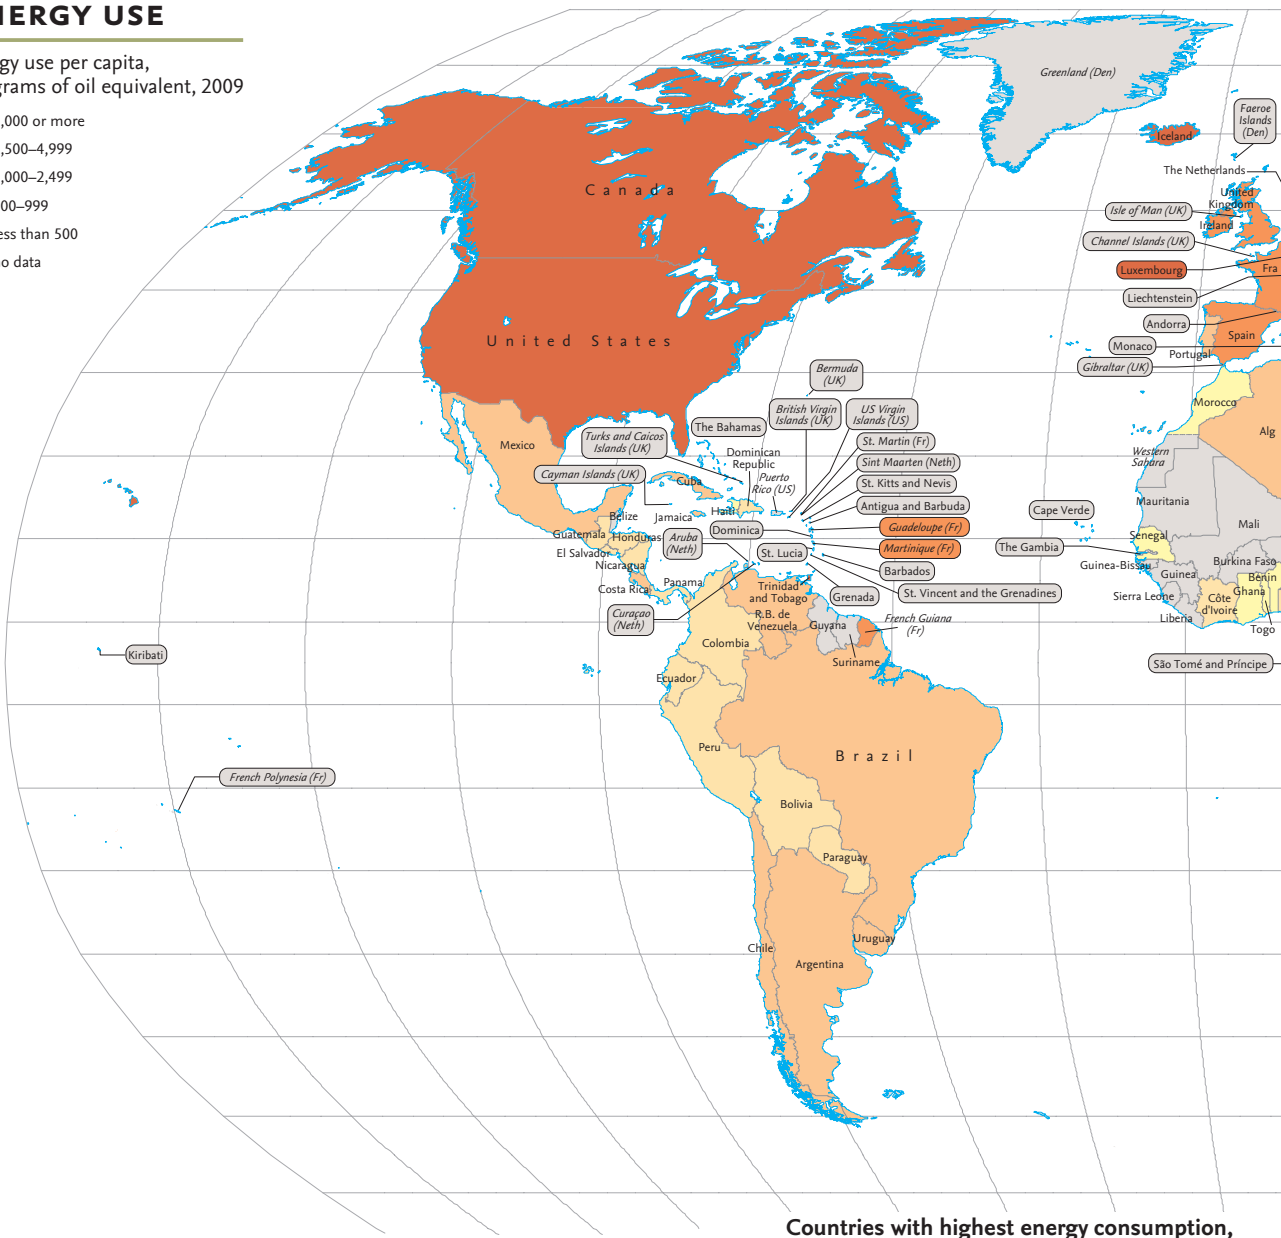 NERGY USE
gy use per capita,
grams of oil equivalent, 2009
,000 or more
,500–4,999
,000–2,499
00–999
ess than 500
o data
Greenland (Den)
Faeroe
Islands
(Den)
Iceland
The Netherlands
United
Kingdom
Isle of Man (UK)
Ireland
Channel Islands (UK)
Canada
Luxembourg
Fra
Liechtenstein
Andorra
Spain
Monaco
Portugal
Gibraltar (UK)
United States
Bermuda
(UK)
Morocco
British Virgin
Islands (UK)
US Virgin
Islands (US)
The Bahamas
Turks and Caicos
Islands (UK)
St. Martin (Fr)
Alg
Mexico
Dominican
Republic
Western
Sahara
Sint Maarten (Neth)
Cayman Islands (UK)
Cuba
Puerto
Rico (US)
St. Kitts and Nevis
Mauritania
Antigua and Barbuda
Cape Verde
Belize
Jamaica
Haiti
Guadeloupe (Fr)
Mali
Dominica
Guatemala
Honduras
Aruba
(Neth)
Senegal
Martinique (Fr)
The Gambia
El Salvador
St. Lucia
Nicaragua
Guinea-Bissau
Burkina Faso
Barbados
Guinea
Benin
Costa Rica
Panama
Trinidad
and Tobago
St. Vincent and the Grenadines
Grenada
Sierra Leone
Côte
d'Ivoire
Ghana
Curaçao
(Neth)
R.B. de
Venezuela
Guyana
French Guiana
(Fr)
Liberia
Togo
Colombia
Kiribati
Suriname
São Tomé and Príncipe
Ecuador
Peru
Brazil
French Polynesia (Fr)
Bolivia
Paraguay
Uruguay
Chile
Argentina
Countries with highest energy consumption,